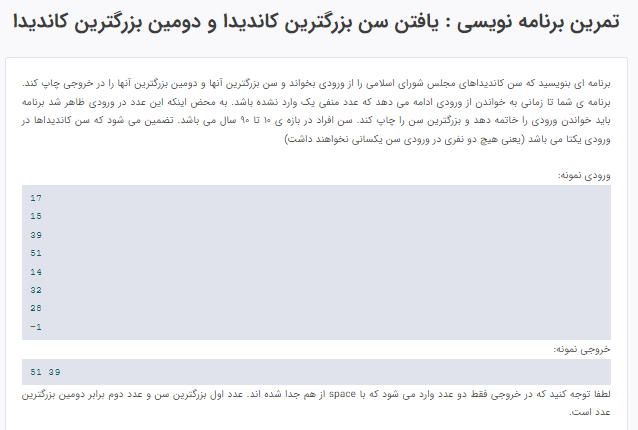 تمرین برنامه نویسی : یافتن سن بزرگترین کاندیدا و دومین بزرگترین کاندیدا
برنامه ای بنویسید که سن کاندیداهای مجلس شورای اسلامی را از ورودی بخواند و سن بزرگترین آنها و دومین بزرگترین آنها را در خروجی چاپ کند.
برنامه ی شما تا زمانی به خواندن از ورودی ادامه می دهد که عدد منفی یک وارد نشده باشد. به محض اینکه این عدد در ورودی ظاهر شد برنامه
باید خواندن ورودی را خاتمه دهد و بزرگترین سن را چاپ کند. سن افراد در بازه ی ۱۰ تا ۹۰ سال می باشد. تضمین می شود که سن کاندیداها در
ورودی یکتا می باشد (یعنی هیچ دو نفری در ورودی سن یکسانی نخواهند داشت)
ورودی نمونه:
17
15
39
51
14
32
28
-1
خروجی نمونه:
51 39
لطفا توجه کنید که در خروجی فقط دو عدد وارد می شود که با space از هم جدا شده اند. عدد اول بزرگترین سن و عدد دوم برابر دومین بزرگترین
عدد است.